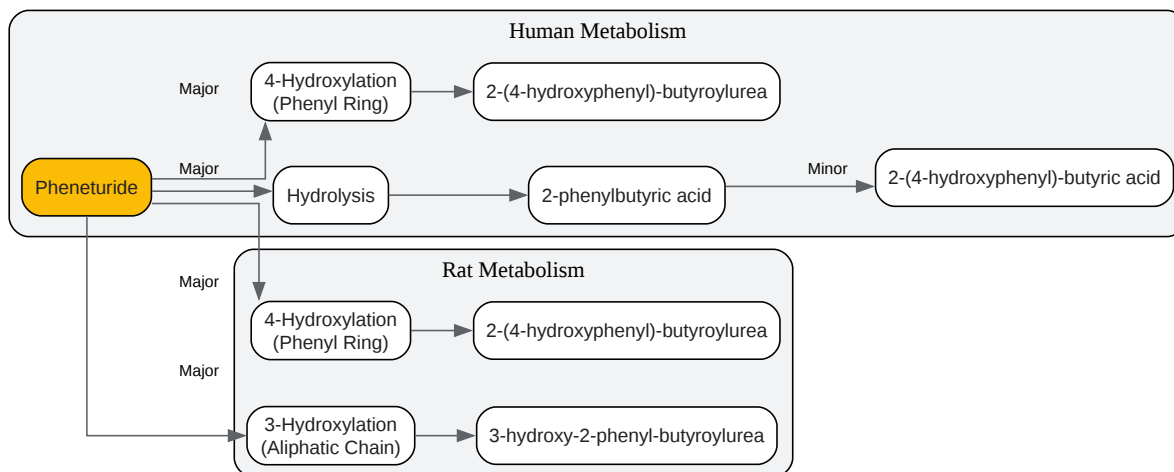 Human Metabolism
Major
4-Hydroxylation
(Phenyl Ring)
2-(4-hydroxyphenyl)-butyroylurea
Pheneturide
Major
Hydrolysis
2-phenylbutyric acid
Minor
2-(4-hydroxyphenyl)-butyric acid
Rat Metabolism
Major
4-Hydroxylation
(Phenyl Ring)
2-(4-hydroxyphenyl)-butyroylurea
Major
3-Hydroxylation
(Aliphatic Chain)
3-hydroxy-2-phenyl-butyroylurea